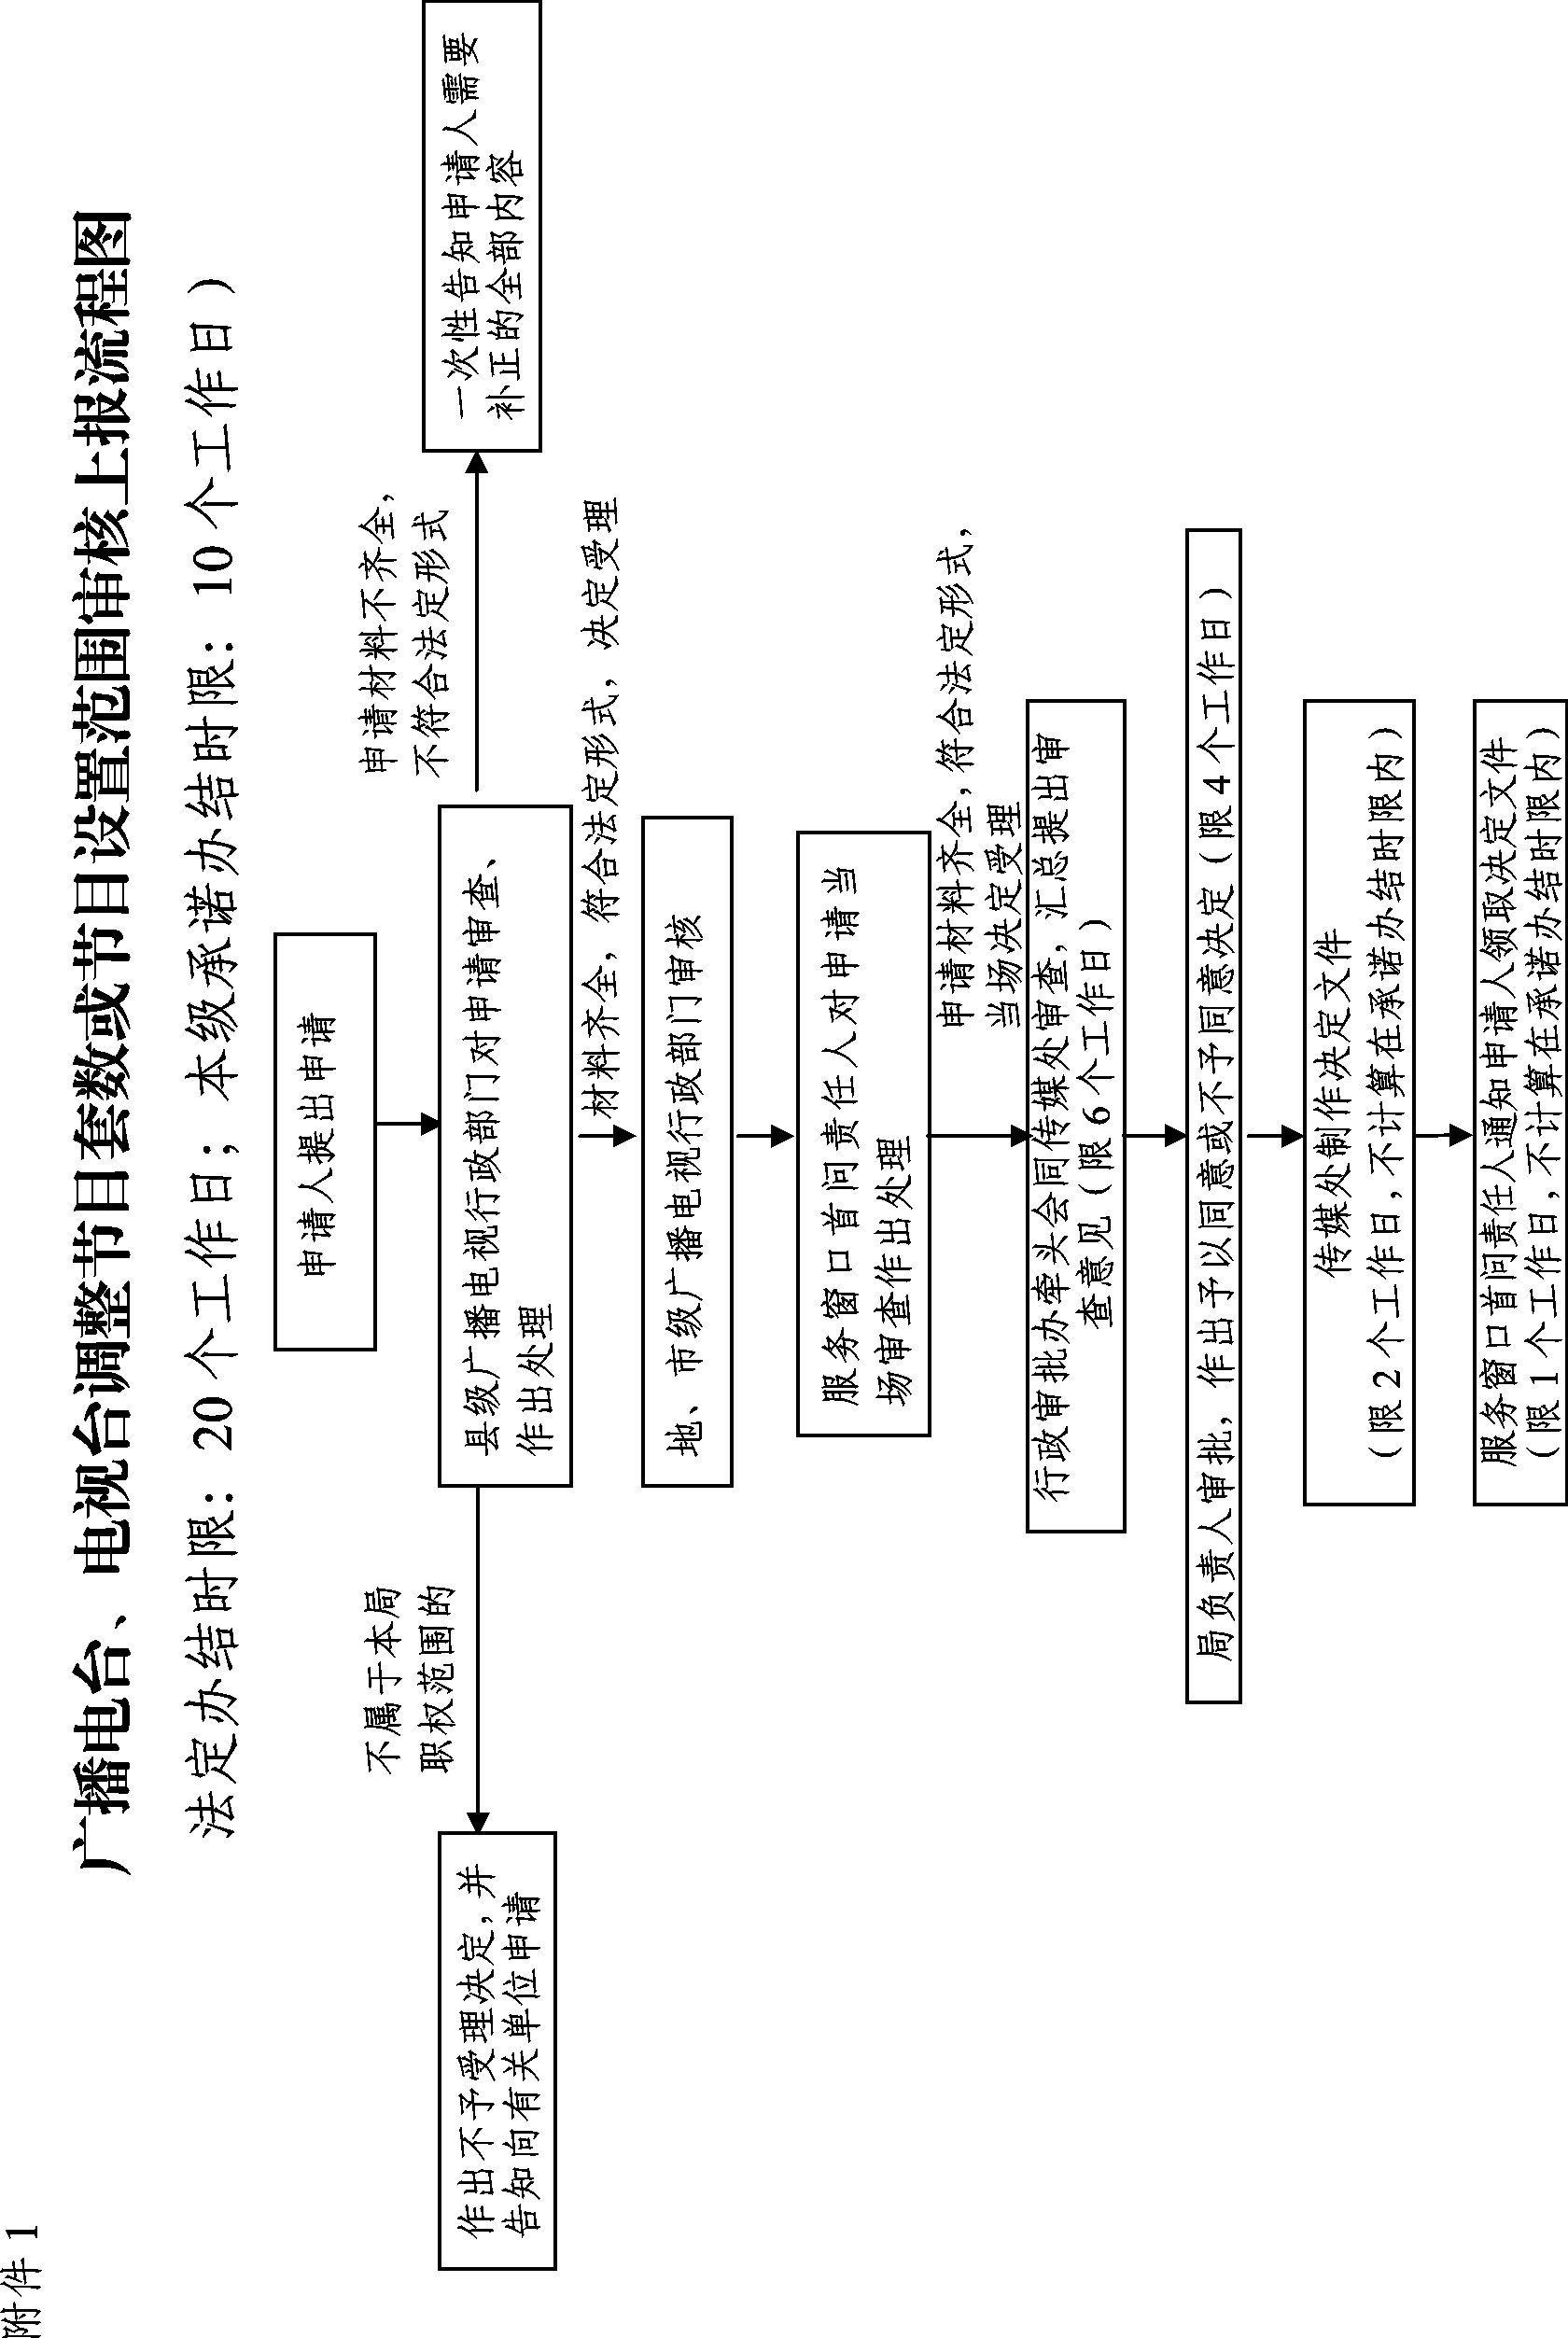 附件 1
广播电台、电视台调整节目套数或节目设置范围审核上报流程图
法定办结时限：20 个工作日；本级承诺办结时限：10 个工作日）
申请人提出申请
不属于本局
职权范围的
申请材料不齐全，
不符合法定形式
作出不予受理决定，并
告知向有关单位申请
县级广播电视行政部门对申请审查、
作出处理
一次性告知申请人需要
补正的全部内容
材料齐全，符合法定形式，决定受理
地、市级广播电视行政部门审核
服务窗口首问责任人对申请当
场审查作出处理
申请材料齐全，符合法定形式，
当场决定受理
行政审批办牵头会同传媒处审查，汇总提出审
查意见（限 6 个工作日）
局负责人审批，作出予以同意或不予同意决定（限 4 个工作日）
传媒处制作决定文件
（限 2 个工作日，不计算在承诺办结时限内）
服务窗口首问责任人通知申请人领取决定文件
（限 1 个工作日，不计算在承诺办结时限内）